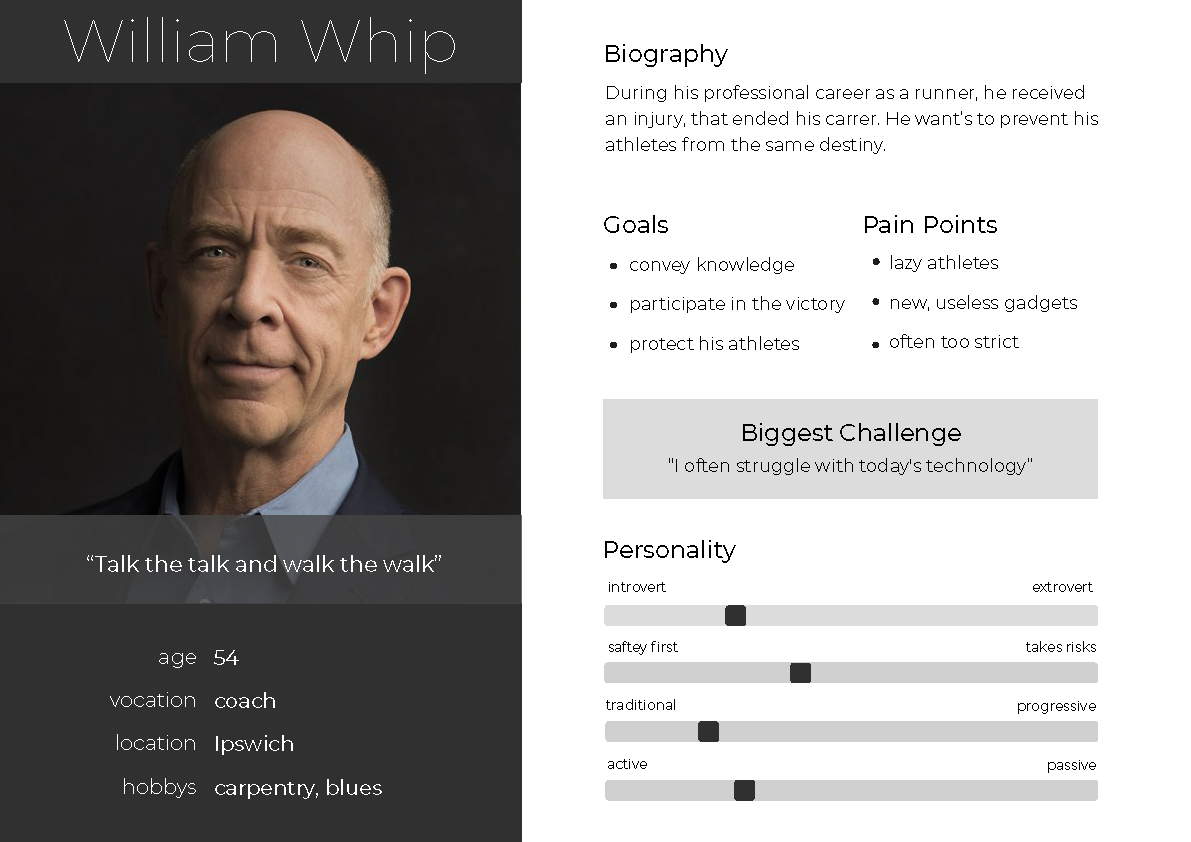 William Whip
“Talk the talk and walk the walk”
age 54
vocation coach
location Ipswich
hobbys carpentry, blues
Biography
During his professional career as a runner, he received
an injury, that ended his carrer. He want's to prevent his
athletes from the same destiny.
Goals
• convey knowledge
• participate in the victory
• protect his athletes
Pain Points
• lazy athletes
• new, useless gadgets
• often too strict
Biggest Challenge
"I often struggle with today's technology"
Personality
introvert extrovert
saftey first takes risks
traditional progressive
active passive